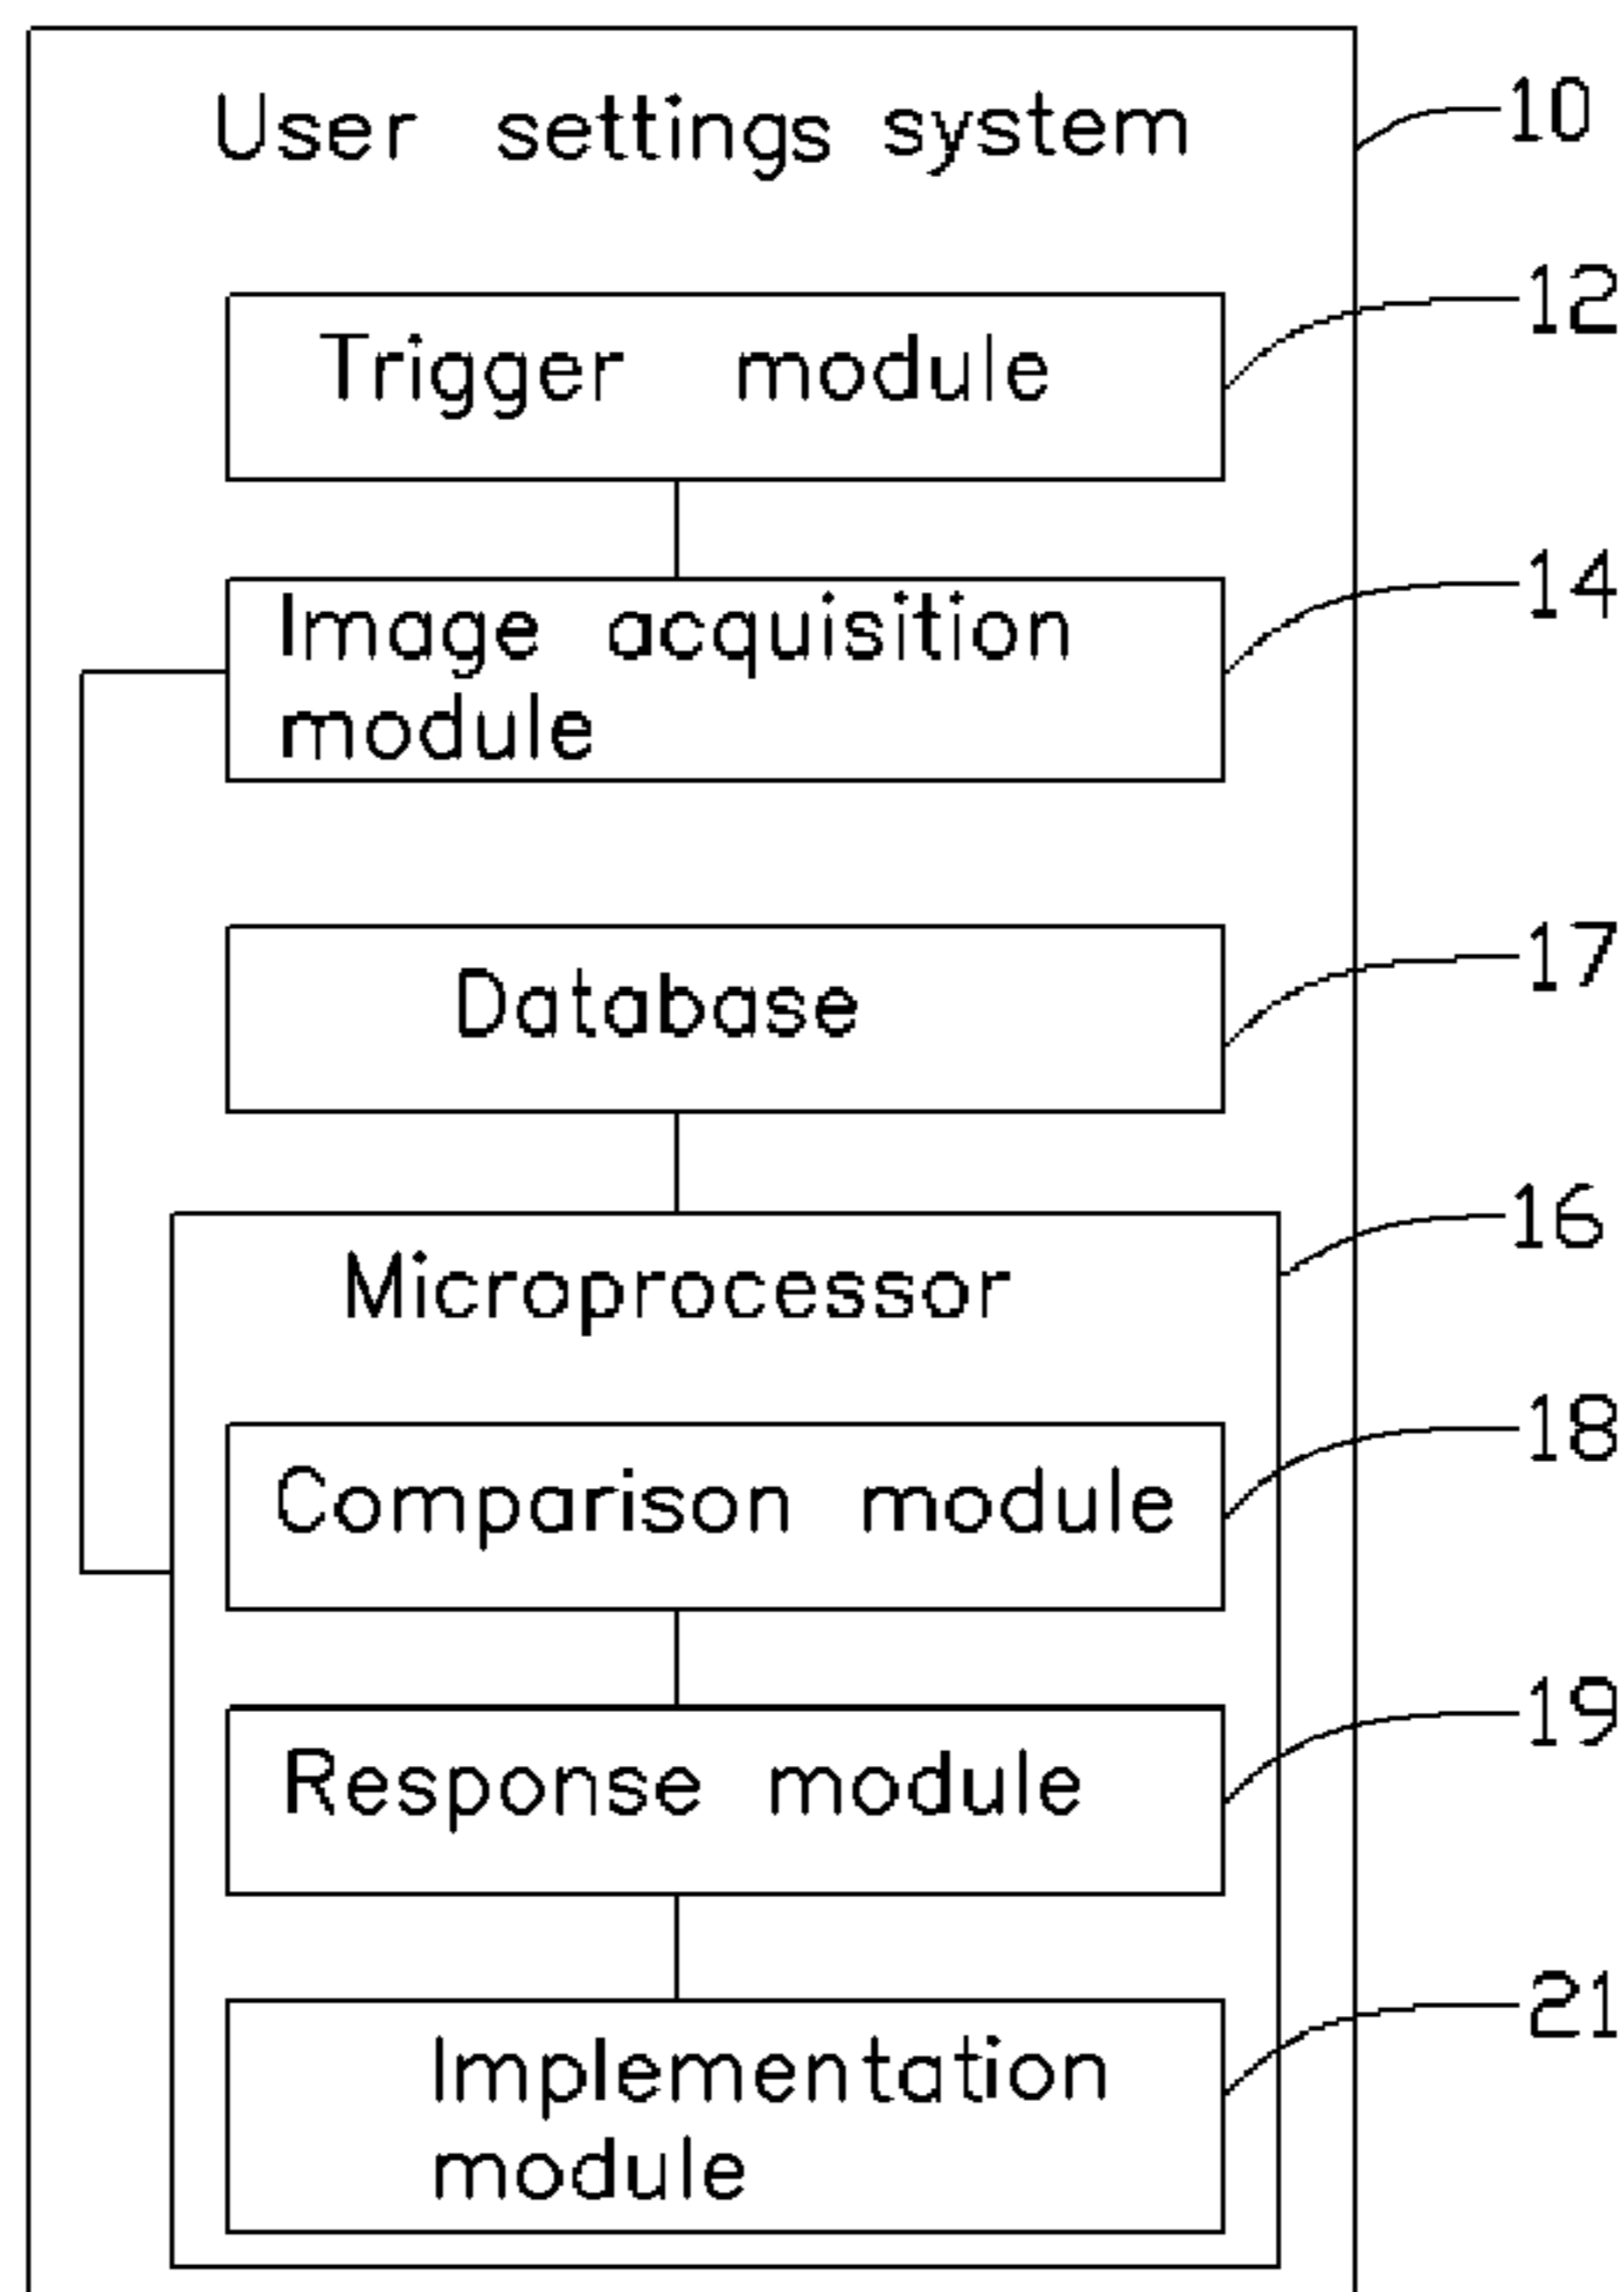 User settings system
10
12
Trigger module
14
Image acquisition
module
17
Database
16
Microprocessor
18
Comparison module
19
Response module
21
Implementation
module